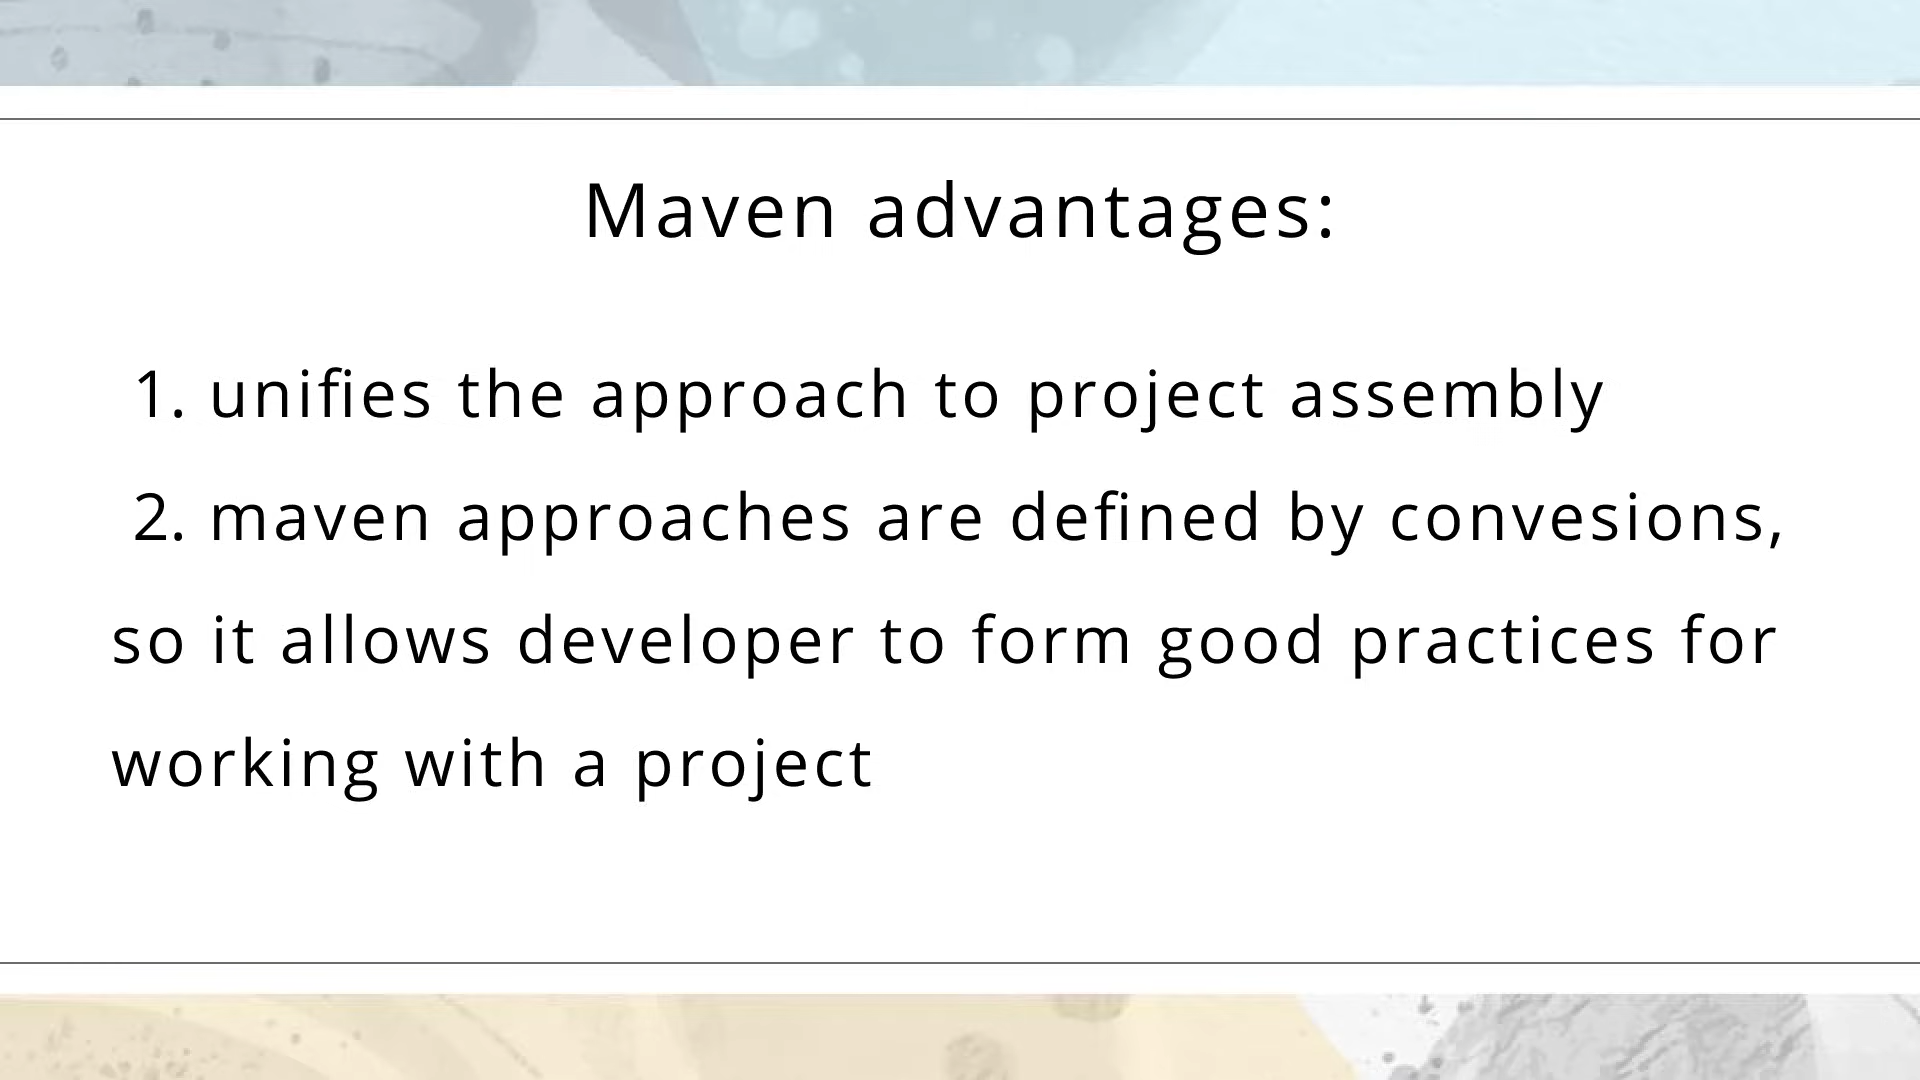 Maven advantages:
1. unifies the approach to project assembly
2. maven approaches are defined by convesions,
so it allows developer to form good practices for
working with a project